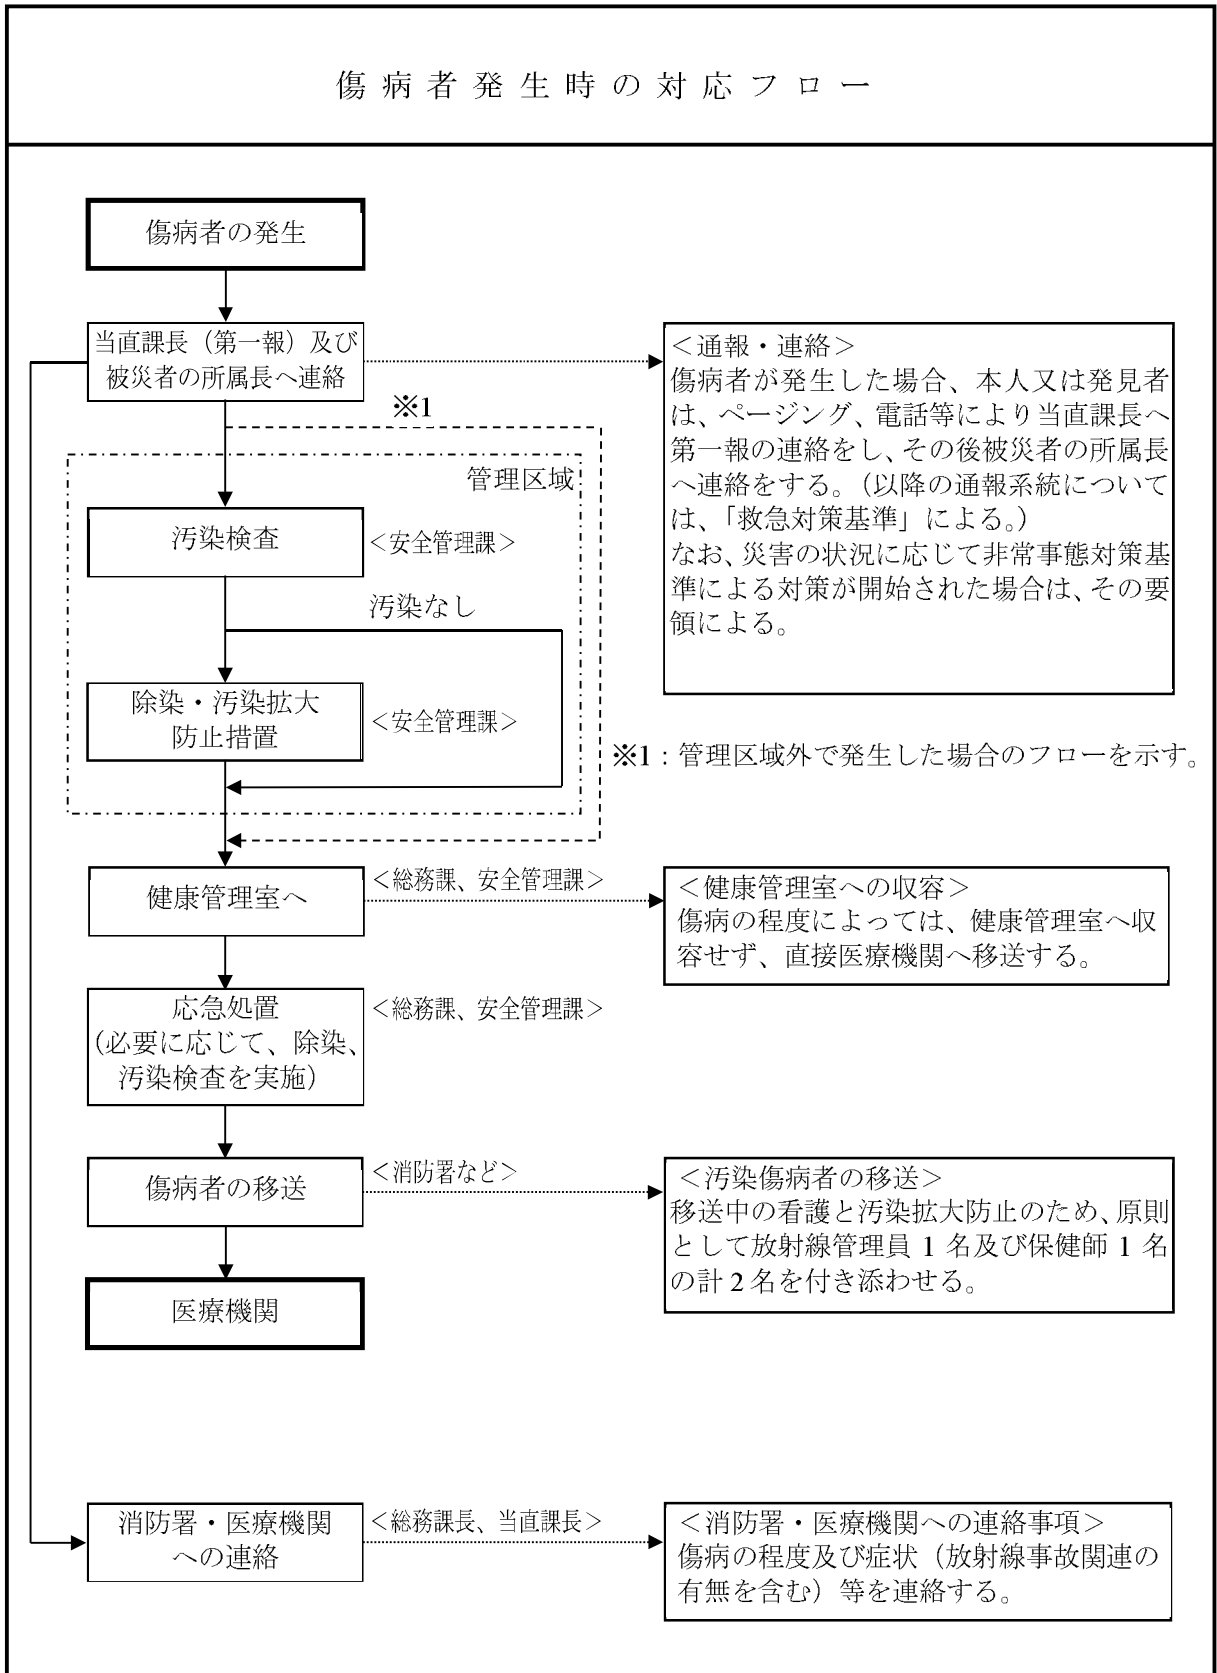 傷病者発生時の対応フロー
傷病者の発生
当直課長（第一報）及び
被災者の所属長へ連絡
＜通報・連絡＞
傷病者が発生した場合、本人又は発見者
は、ページング、電話等により当直課長へ
第一報の連絡をし、その後被災者の所属長
へ連絡をする。（以降の通報系統について
は、「救急対策基準」による。）
なお、災害の状況に応じて非常事態対策基
準による対策が開始された場合は、その要
領による。
※1
管理区域
汚染検査
＜安全管理課＞
汚染なし
除染・汚染拡大
防止措置
＜安全管理課＞
※1：管理区域外で発生した場合のフローを示す。
健康管理室へ
＜総務課、安全管理課＞
＜健康管理室への収容＞
傷病の程度によっては、健康管理室へ収
容せず、直接医療機関へ移送する。
応急処置
（必要に応じて、除染、
汚染検査を実施）
＜総務課、安全管理課＞
傷病者の移送
＜消防署など＞
＜汚染傷病者の移送＞
移送中の看護と汚染拡大防止のため、原則
として放射線管理員 1 名及び保健師 1 名
の計 2 名を付き添わせる。
医療機関
消防署・医療機関
への連絡
＜総務課長、当直課長＞
＜消防署・医療機関への連絡事項＞
傷病の程度及び症状（放射線事故関連の
有無を含む）等を連絡する。